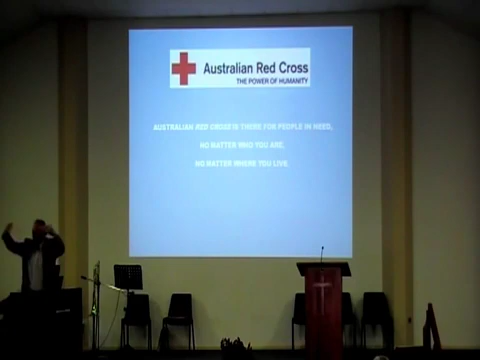 Australian Red Cross
THE POWER OF HUMANITY
AUSTRALIAN RED CROSS IS THERE FOR PEOPLE IN NEED,
NO MATTER WHO YOU ARE,
NO MATTER WHERE YOU LIVE.